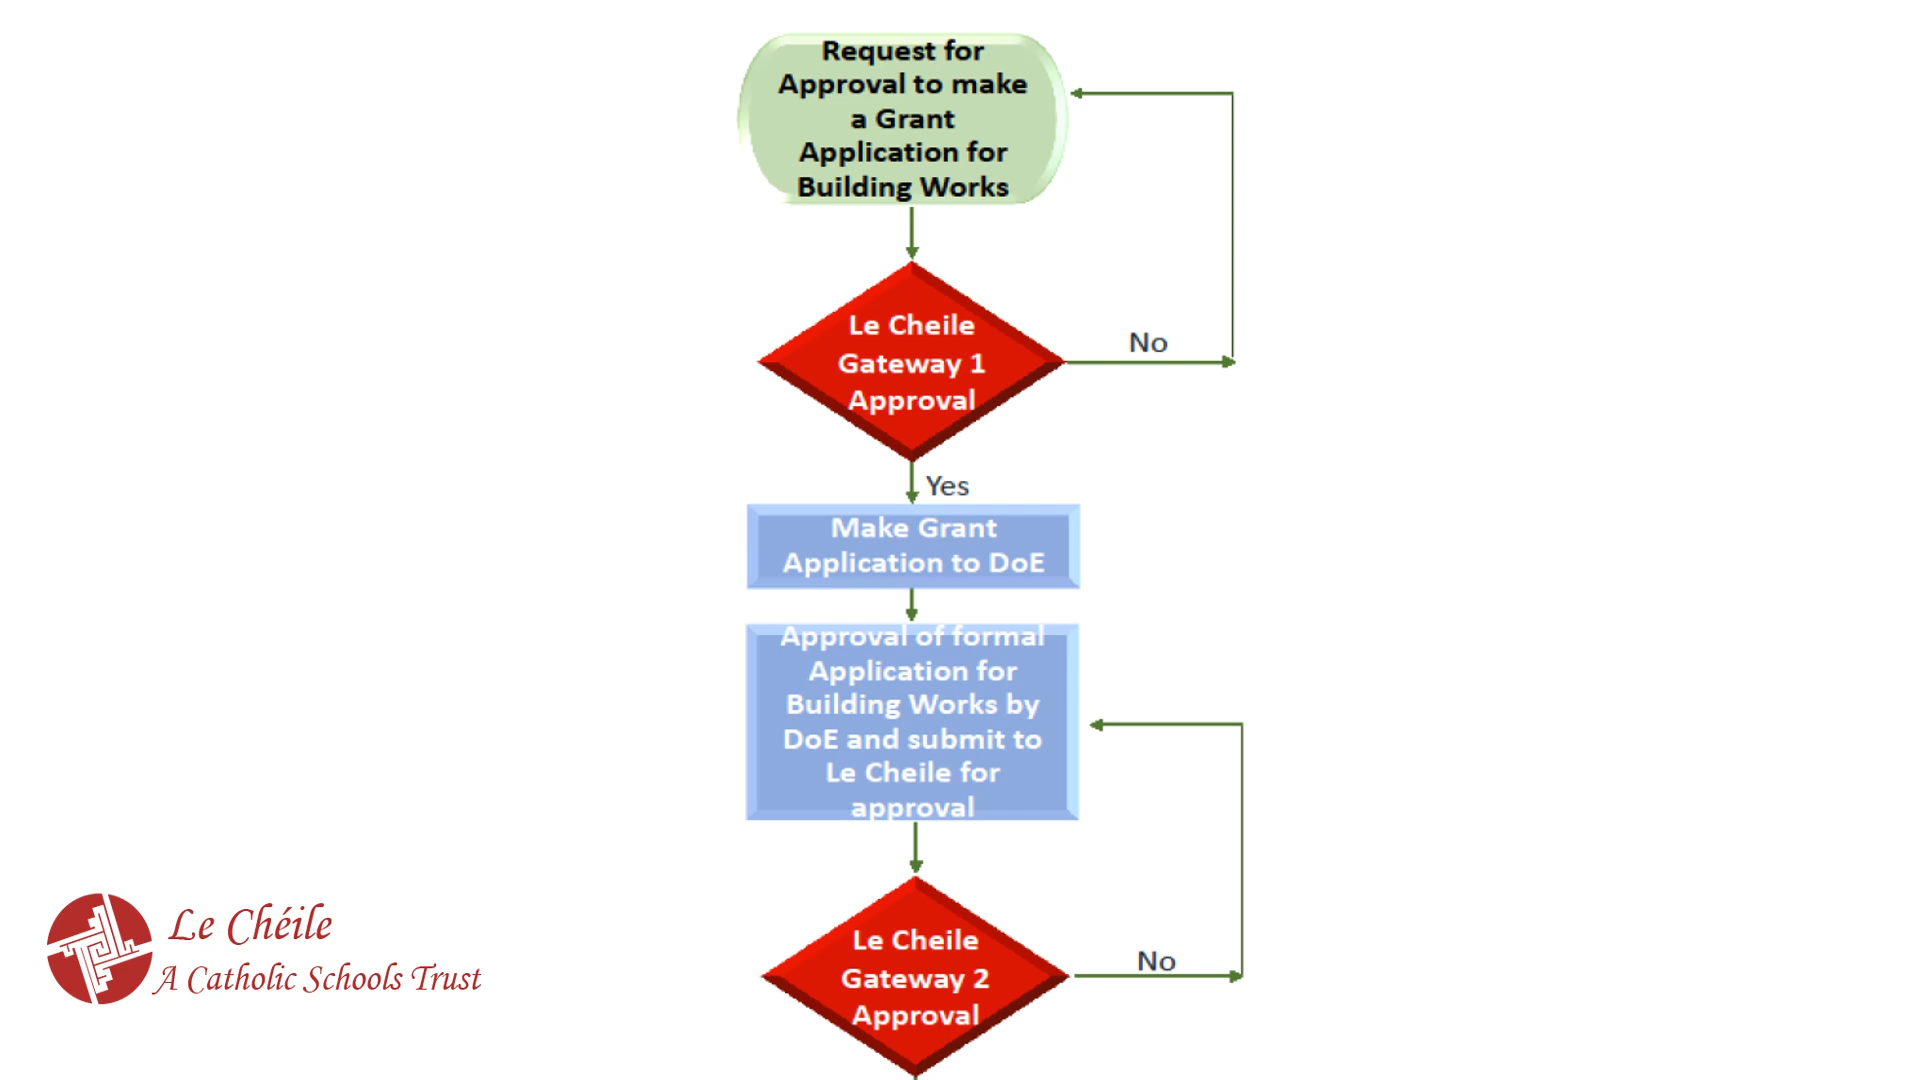 Request for
Approval to make
a Grant
Application for
Building Works
Le Cheile
Gateway 1
Approval
No
Yes
Make Grant
Application to DoE
Approval of formal
Application for
Building Works by
DoE and submit to
Le Cheile for
approval
Le Cheile
Gateway 2
Approval
No
Le Chéile
A Catholic Schools Trust